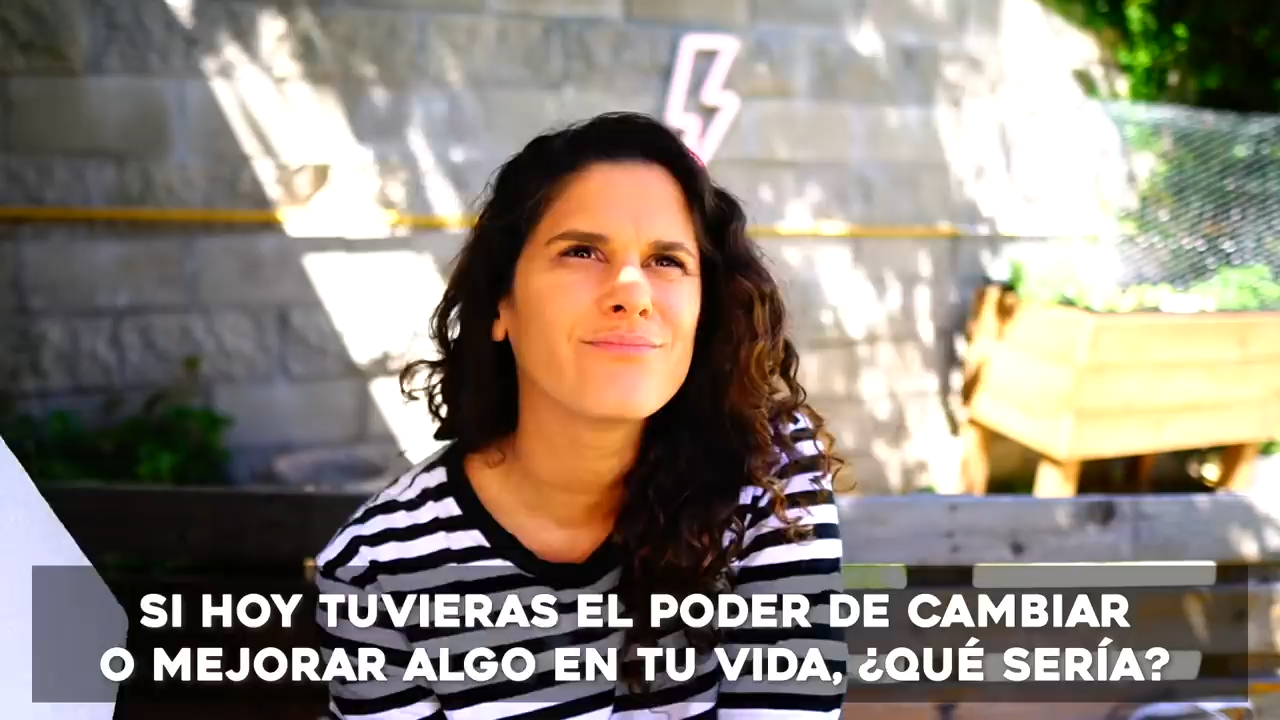 SI HOY TUVIERAS EL PODER DE CAMBIAR
O MEJORAR ALGO EN TU VIDA, ¿QUÉ SERÍA?